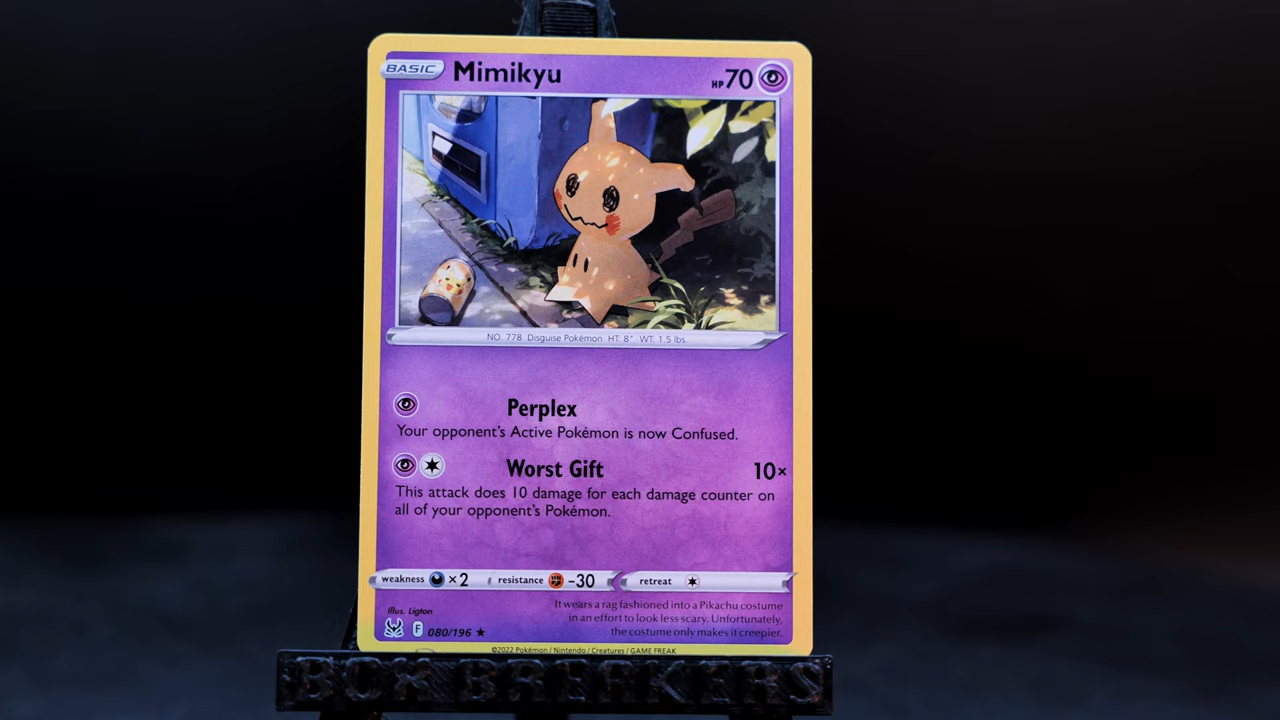 BASIC Mimikyu HP70
NO. 778 Disguise Pokémon HT: 8" WT: 1.5 lbs.
Perplex
Your opponent's Active Pokémon is now Confused.
Worst Gift 10×
This attack does 10 damage for each damage counter on
all of your opponent's Pokémon.
weakness ×2 resistance -30 retreat
Illus. Ligton
It wears a rag fashioned into a Pikachu costume
in an effort to look less scary. Unfortunately,
the costume only makes it creepier.
F 080/196 ★
©2022 Pokémon / Nintendo / Creatures / GAME FREAK
BOX BREAKERS